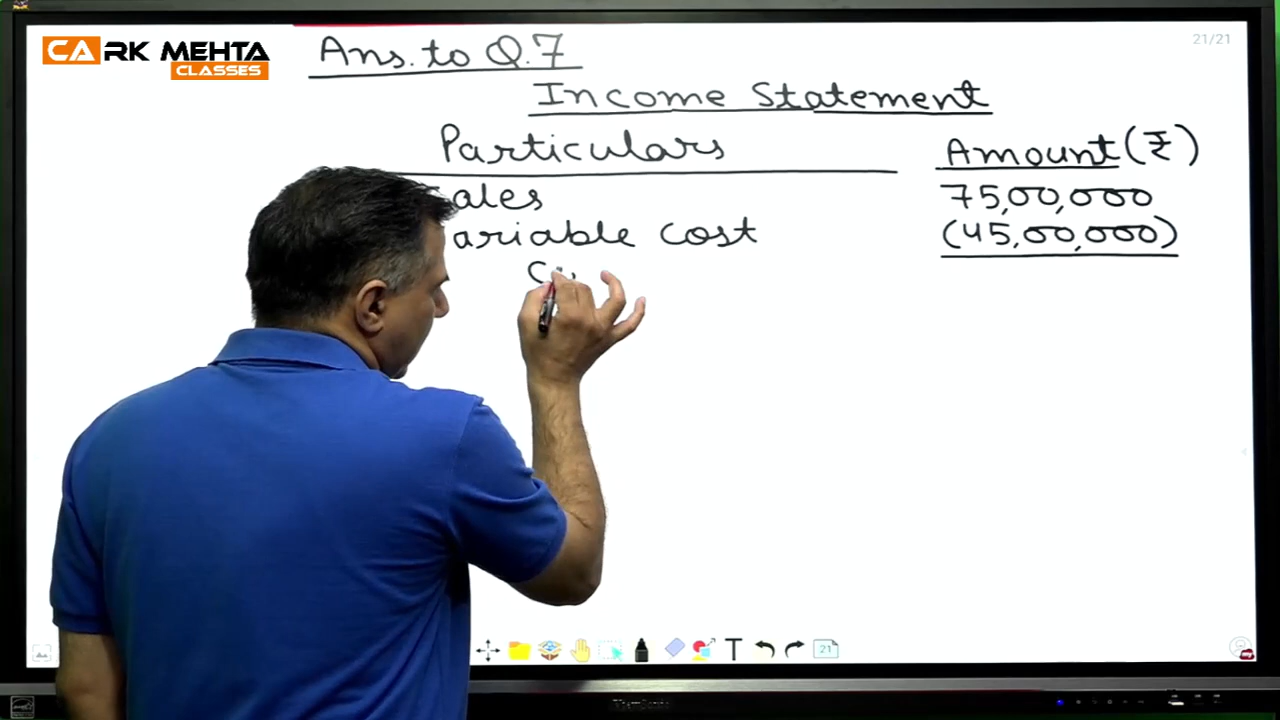 CA RK MEHTA
CLASSES
21/21
Ans. to Q.7
Income Statement
Particulars Amount (₹)
ales 75,00,000
ariable cost (45,00,000)
T
21